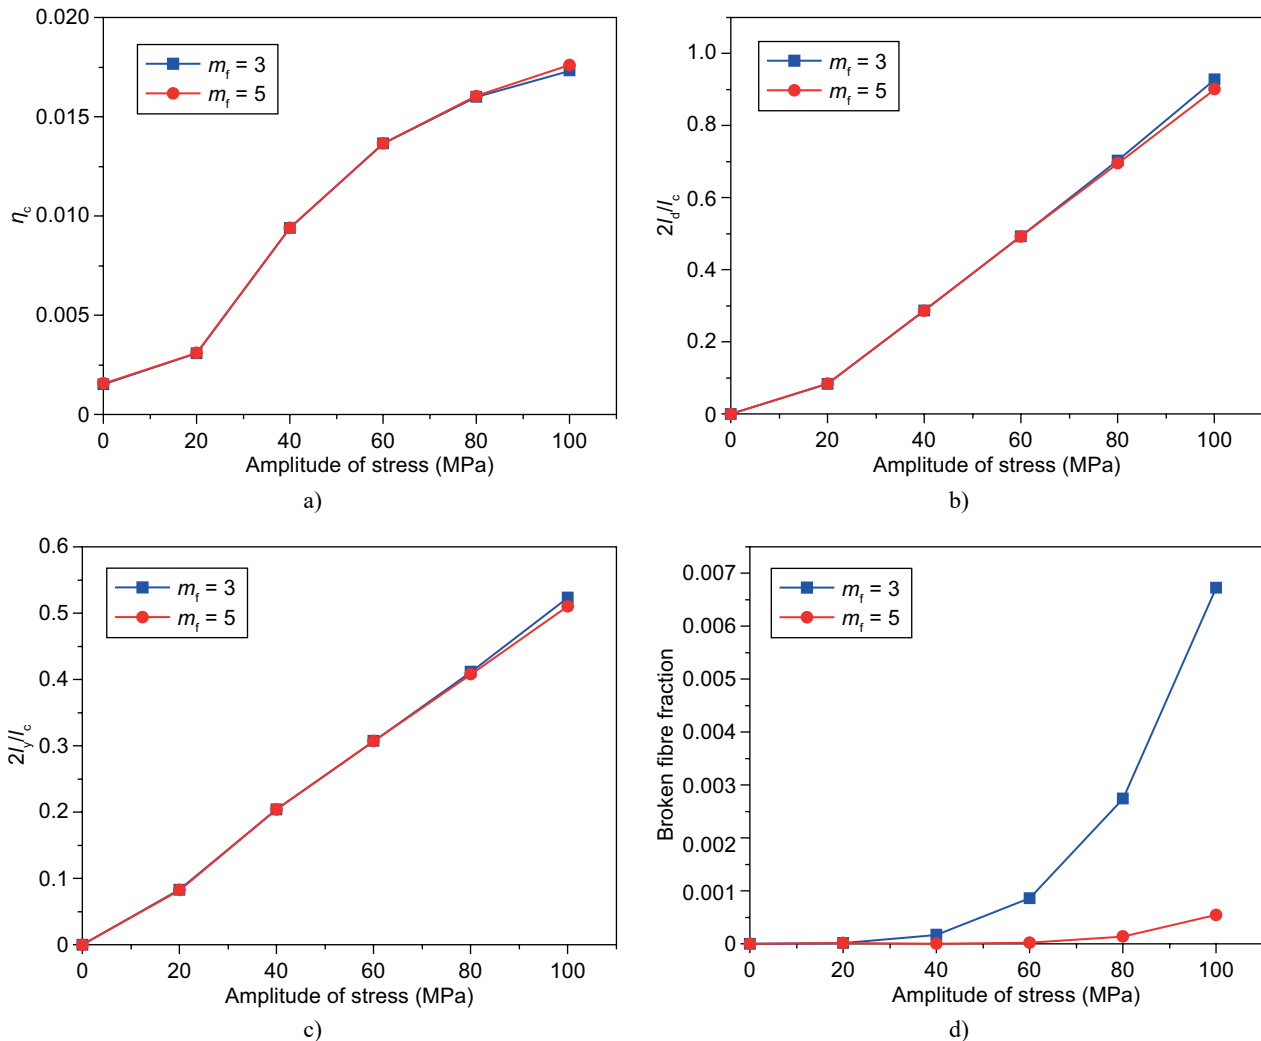 0.020
0.015
0.010
0.005
0
η_c
m_f = 3
m_f = 5
0 20 40 60 80 100
Amplitude of stress (MPa)
a)
1.0
0.8
0.6
0.4
0.2
0
2l_d/l_c
m_f = 3
m_f = 5
0 20 40 60 80 100
Amplitude of stress (MPa)
b)
0.6
0.5
0.4
0.3
0.2
0.1
0
2l_y/l_c
m_f = 3
m_f = 5
0 20 40 60 80 100
Amplitude of stress (MPa)
c)
0.007
0.006
0.005
0.004
0.003
0.002
0.001
0
Broken fibre fraction
m_f = 3
m_f = 5
0 20 40 60 80 100
Amplitude of stress (MPa)
d)